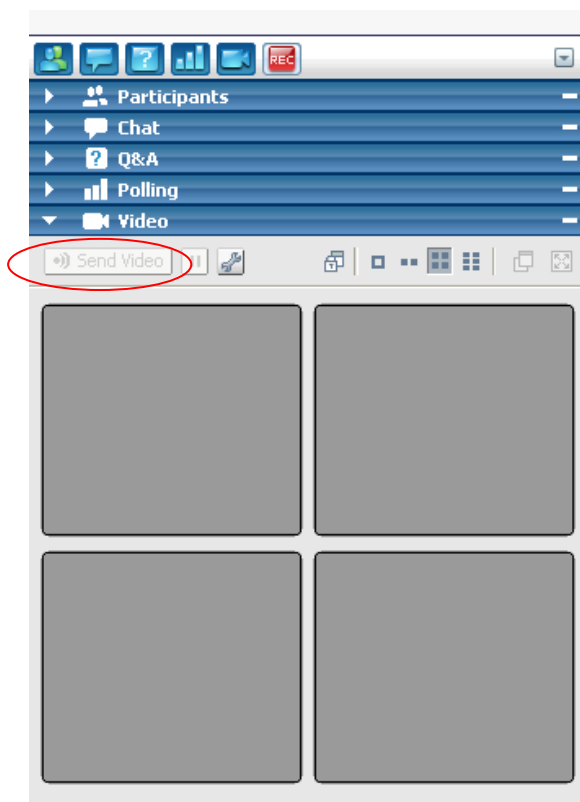 REC
Participants
Chat
? Q&A
Polling
Video
Send Video